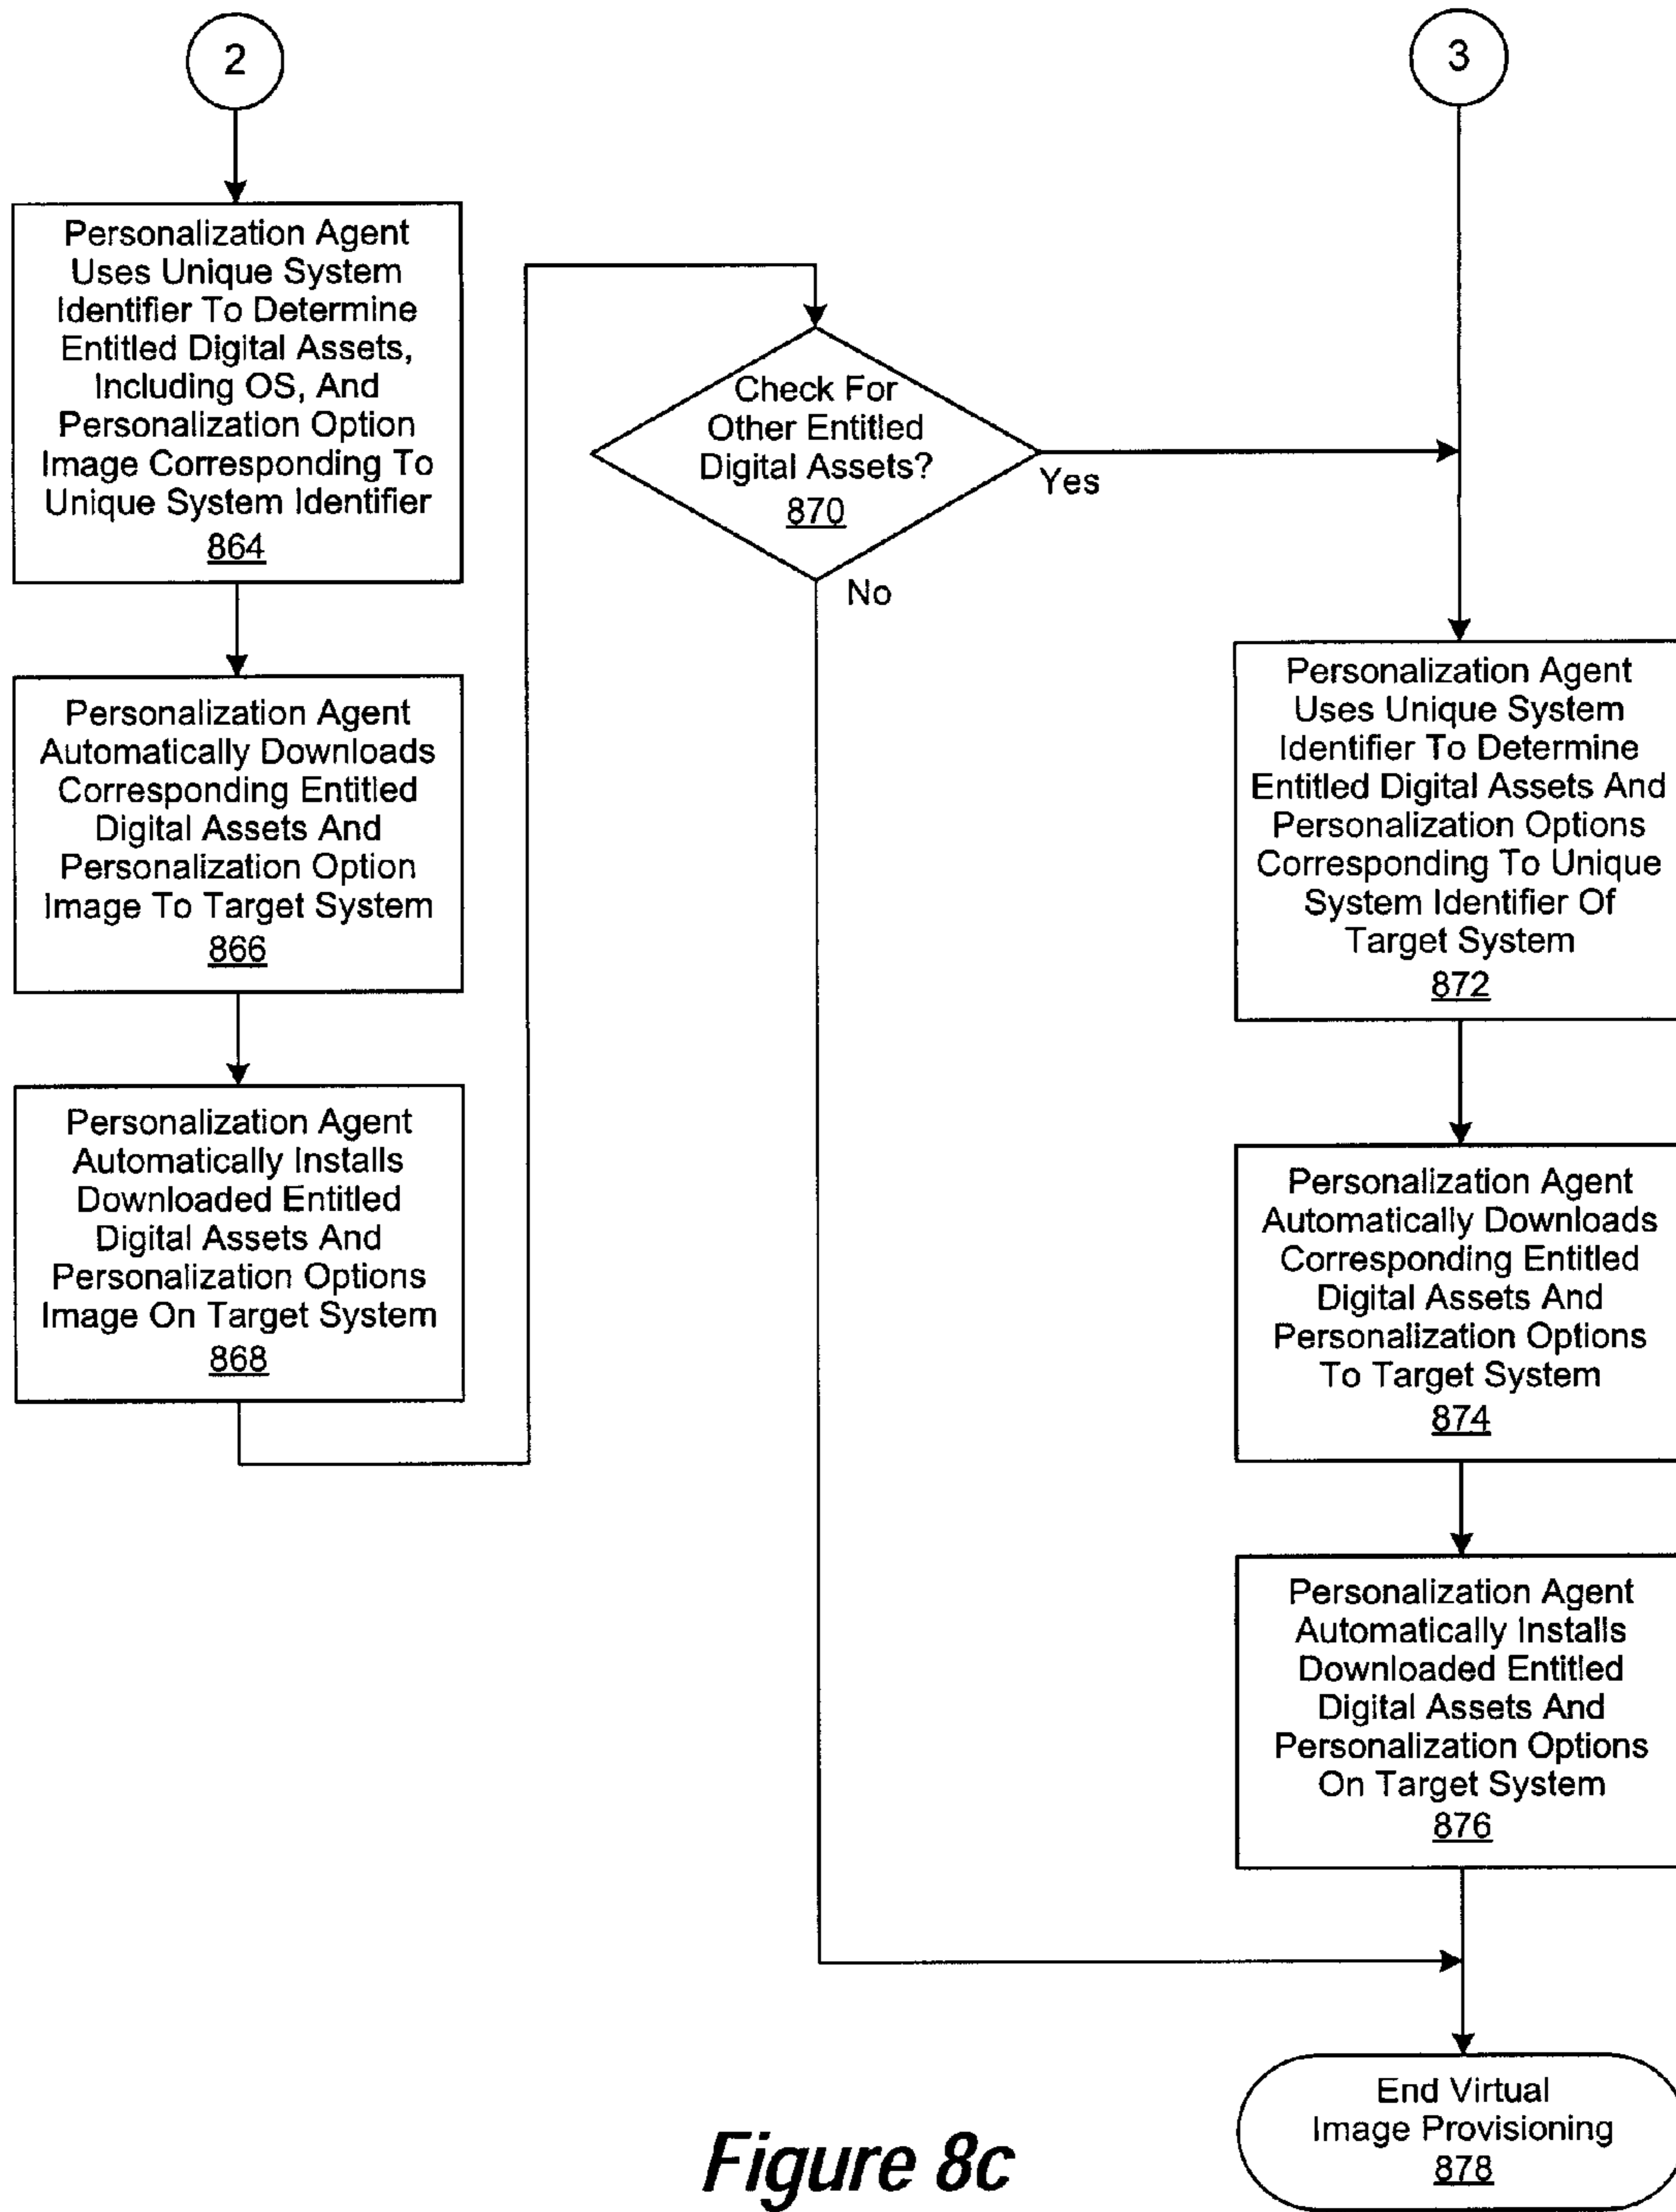 2
Personalization Agent
Uses Unique System
Identifier To Determine
Entitled Digital Assets,
Including OS, And
Personalization Option
Image Corresponding To
Unique System Identifier
864
Personalization Agent
Automatically Downloads
Corresponding Entitled
Digital Assets And
Personalization Option
Image To Target System
866
Personalization Agent
Automatically Installs
Downloaded Entitled
Digital Assets And
Personalization Options
Image On Target System
868
Check For
Other Entitled
Digital Assets?
870
Yes
No
3
Personalization Agent
Uses Unique System
Identifier To Determine
Entitled Digital Assets And
Personalization Options
Corresponding To Unique
System Identifier Of
Target System
872
Personalization Agent
Automatically Downloads
Corresponding Entitled
Digital Assets And
Personalization Options
To Target System
874
Personalization Agent
Automatically Installs
Downloaded Entitled
Digital Assets And
Personalization Options
On Target System
876
End Virtual
Image Provisioning
878
Figure 8c